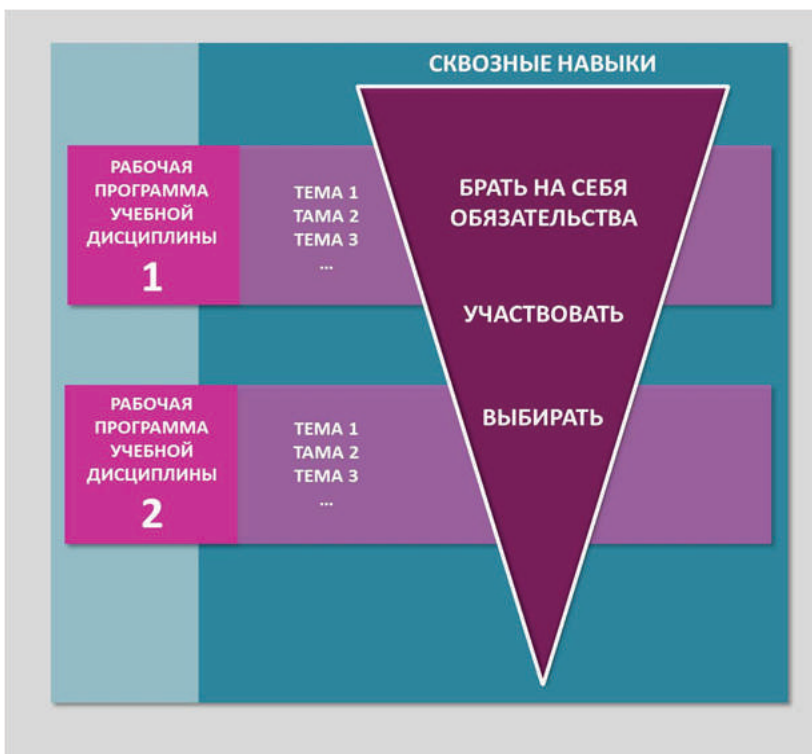 СКВОЗНЫЕ НАВЫКИ
РАБОЧАЯ
ПРОГРАММА
УЧЕБНОЙ
ДИСЦИПЛИНЫ
1
ТЕМА 1
ТАМА 2
ТЕМА 3
...
БРАТЬ НА СЕБЯ
ОБЯЗАТЕЛЬСТВА
УЧАСТВОВАТЬ
РАБОЧАЯ
ПРОГРАММА
УЧЕБНОЙ
ДИСЦИПЛИНЫ
2
ТЕМА 1
ТАМА 2
ТЕМА 3
...
ВЫБИРАТЬ